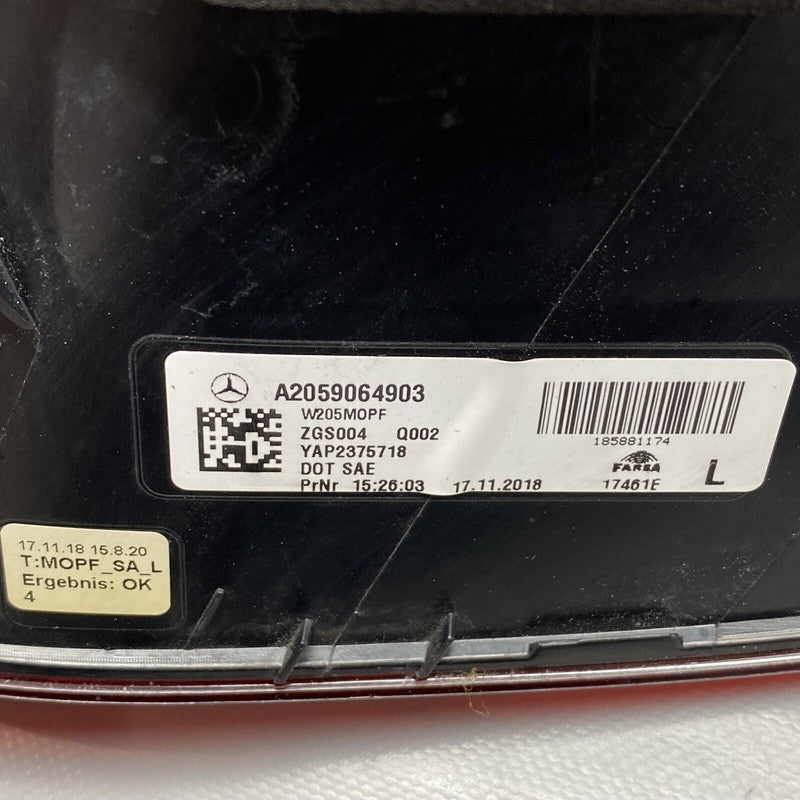 A2059064903
W205MOPF
ZGS004 Q002
YAP2375718
DOT SAE
PrNr 15:26:03 17.11.2018
185881174
FARBA
17461E
L
17.11.18 15.8.20
T:MOPF_SA_L
Ergebnis: OK
4